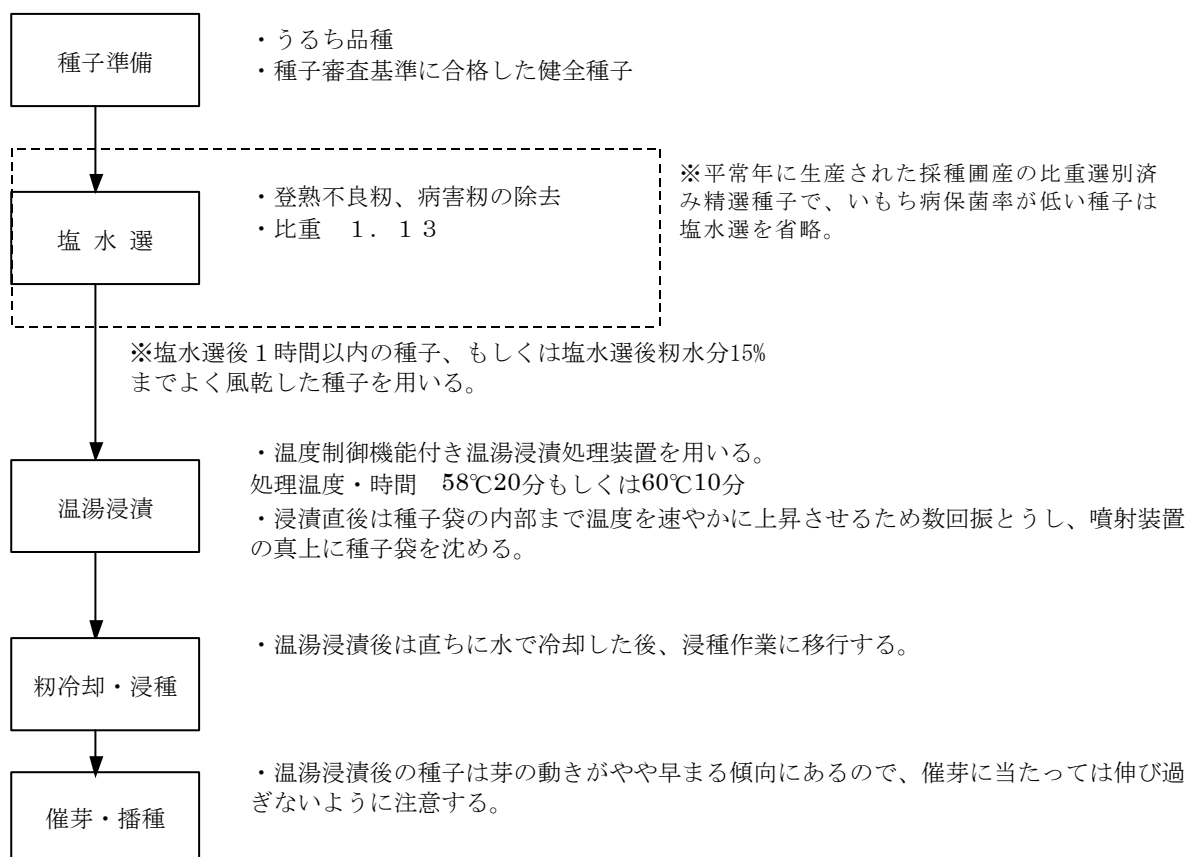 種子準備
・うるち品種
・種子審査基準に合格した健全種子
塩 水 選
・登熟不良籾、病害籾の除去
・比重　１．１３
※平常年に生産された採種圃産の比重選別済
み精選種子で、いもち病保菌率が低い種子は
塩水選を省略。
※塩水選後１時間以内の種子、もしくは塩水選後籾水分15%
までよく風乾した種子を用いる。
温湯浸漬
・温度制御機能付き温湯浸漬処理装置を用いる。
処理温度・時間　58℃20分もしくは60℃10分
・浸漬直後は種子袋の内部まで温度を速やかに上昇させるため数回振とうし、噴射装置
の真上に種子袋を沈める。
籾冷却・浸種
・温湯浸漬後は直ちに水で冷却した後、浸種作業に移行する。
催芽・播種
・温湯浸漬後の種子は芽の動きがやや早まる傾向にあるので、催芽に当たっては伸び過
ぎないように注意する。